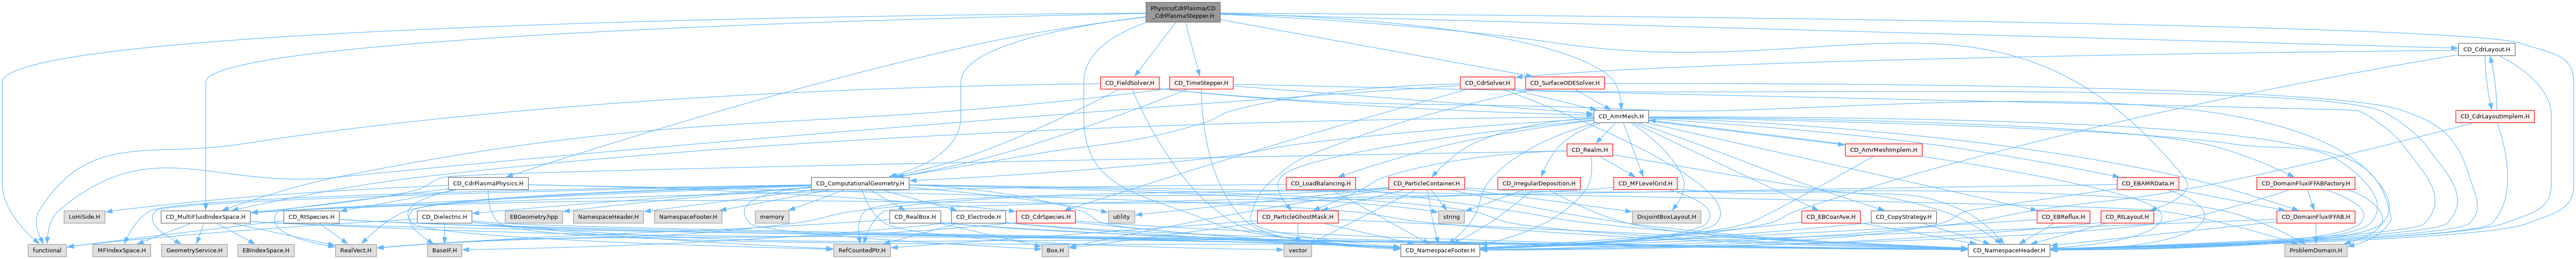 Physics/CdrPlasma/CD
_CdrPlasmaStepper.H
CD_CdrLayout.H
CD_FieldSolver.H
CD_TimeStepper.H
CD_CdrSolver.H
CD_SurfaceODESolver.H
CD_AmrMesh.H
CD_CdrLayoutImplem.H
CD_Realm.H
CD_AmrMeshImplem.H
CD_CdrPlasmaPhysics.H
CD_ComputationalGeometry.H
CD_LoadBalancing.H
CD_ParticleContainer.H
CD_IrregularDeposition.H
CD_MFLevelGrid.H
CD_EBAMRData.H
CD_DomainFluxIFFABFactory.H
LoHiSide.H
CD_MultiFluidIndexSpace.H
CD_RtSpecies.H
CD_Dielectric.H
EBGeometry.hpp
NamespaceHeader.H
NamespaceFooter.H
memory
CD_RealBox.H
CD_Electrode.H
CD_CdrSpecies.H
utility
string
CD_ParticleGhostMask.H
DisjointBoxLayout.H
CD_EBCoarAve.H
CD_CopyStrategy.H
CD_EBReflux.H
CD_RtLayout.H
CD_DomainFluxIFFAB.H
functional
MFIndexSpace.H
GeometryService.H
EBIndexSpace.H
RealVect.H
BaseIF.H
RefCountedPtr.H
Box.H
vector
CD_NamespaceFooter.H
CD_NamespaceHeader.H
ProblemDomain.H